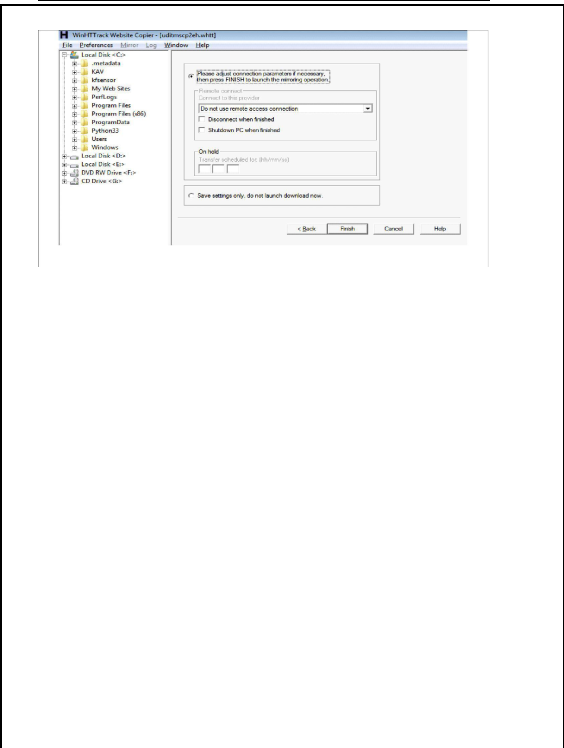 WinHTTrack Website Copier - [uditmscp2eh.whtt]
File Preferences Mirror Log Window Help
Local Disk <C:>
.metadata
KAV
kfsensor
My Web Sites
PerfLogs
Program Files
Program Files (x86)
ProgramData
Python33
Users
Windows
Local Disk <D:>
Local Disk <E:>
DVD RW Drive <F:>
CD Drive <G:>
Please adjust connection parameters if necessary,
then press FINISH to launch the mirroring operation.
Remote connect
Connect to this provider
Do not use remote access connection
Disconnect when finished
Shutdown PC when finished
On hold
Transfer scheduled for: (hh/mm/ss)
Save settings only, do not launch download now.
< Back Finish Cancel Help